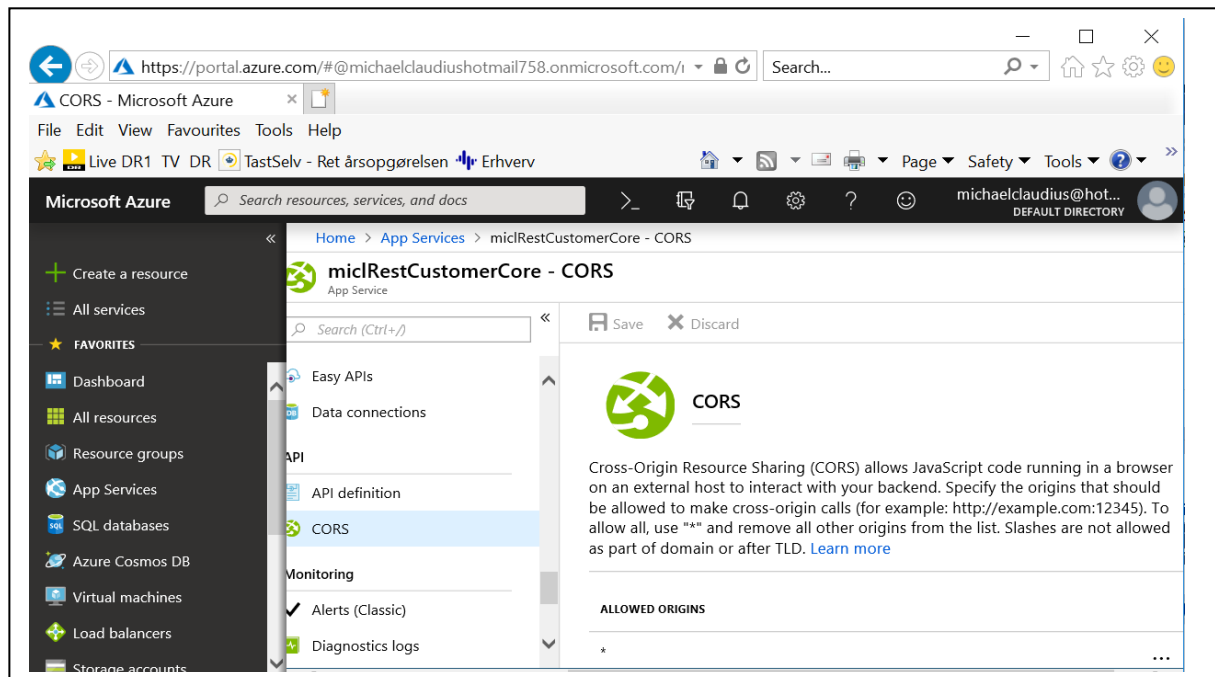 https://portal.azure.com/#@michaelclaudiushotmail758.onmicrosoft.com/
Search...
CORS - Microsoft Azure
File Edit View Favourites Tools Help
Live DR1 TV DR TastSelv - Ret årsopgørelsen Erhverv
Page Safety Tools
Microsoft Azure
Search resources, services, and docs
michaelclaudius@hot...
DEFAULT DIRECTORY
Home > App Services > miclRestCustomerCore - CORS
Create a resource
All services
FAVORITES
Dashboard
All resources
Resource groups
App Services
SQL databases
Azure Cosmos DB
Virtual machines
Load balancers
Storage accounts
miclRestCustomerCore - CORS
App Service
Search (Ctrl+/)
Easy APIs
Data connections
API
API definition
CORS
Monitoring
Alerts (Classic)
Diagnostics logs
Save Discard
CORS
Cross-Origin Resource Sharing (CORS) allows JavaScript code running in a browser
on an external host to interact with your backend. Specify the origins that should
be allowed to make cross-origin calls (for example: http://example.com:12345). To
allow all, use "*" and remove all other origins from the list. Slashes are not allowed
as part of domain or after TLD. Learn more
ALLOWED ORIGINS
*
...